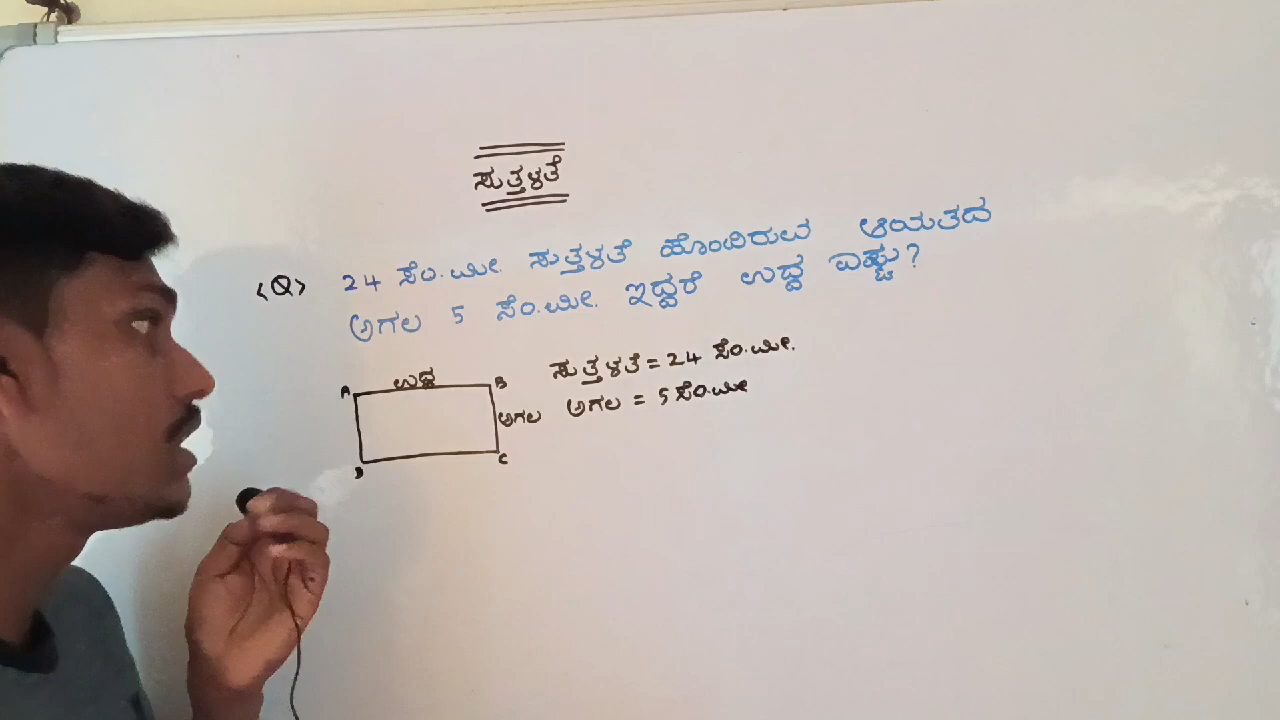 ಸುತ್ತಳತೆ
<Q> 24 ಸೆಂ.ಮೀ. ಸುತ್ತಳತೆ ಹೊಂದಿರುವ ಆಯತದ
ಅಗಲ 5 ಸೆಂ.ಮೀ. ಇದ್ದರೆ ಉದ್ದ ಎಷ್ಟು?
ಸುತ್ತಳತೆ = 24 ಸೆಂ.ಮೀ.
ಅಗಲ = 5 ಸೆಂ.ಮೀ
A ಉದ್ದ B
ಅಗಲ
D C